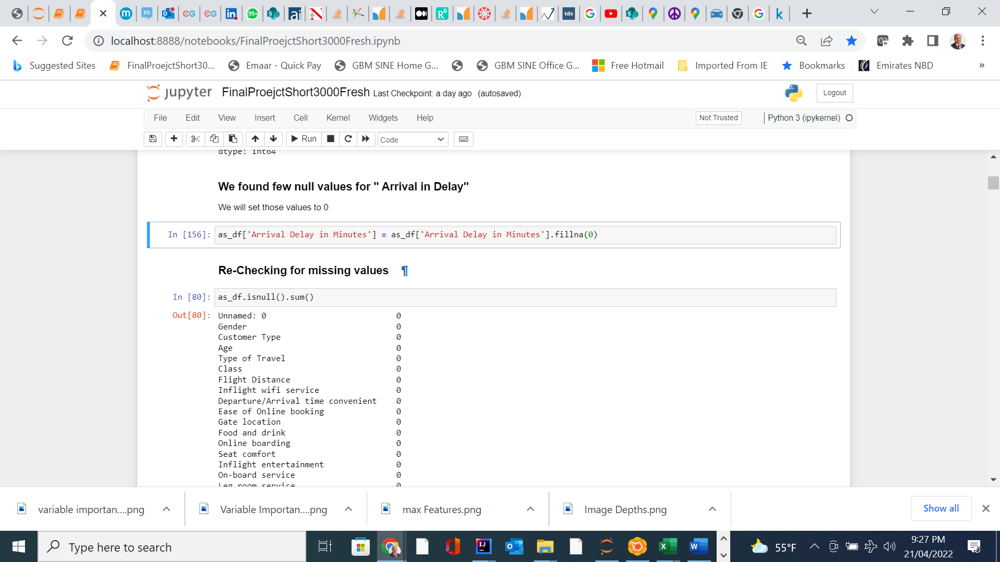 99+
tds
localhost:8888/notebooks/FinalProejctShort3000Fresh.ipynb
Suggested Sites FinalProejctShort30... Emaar - Quick Pay GBM SINE Home G... GBM SINE Office G... Free Hotmail Imported From IE Bookmarks Emirates NBD »
jupyter FinalProejctShort3000Fresh Last Checkpoint: a day ago (autosaved) Logout
File Edit View Insert Cell Kernel Widgets Help Not Trusted Python 3 (ipykernel)
Run Code
dtype: int64
We found few null values for " Arrival in Delay"
We will set those values to 0
In [156]: as_df['Arrival Delay in Minutes'] = as_df['Arrival Delay in Minutes'].fillna(0)
Re-Checking for missing values ¶
In [80]: as_df.isnull().sum()
Out[80]: Unnamed: 0 0
Gender 0
Customer Type 0
Age 0
Type of Travel 0
Class 0
Flight Distance 0
Inflight wifi service 0
Departure/Arrival time convenient 0
Ease of Online booking 0
Gate location 0
Food and drink 0
Online boarding 0
Seat comfort 0
Inflight entertainment 0
On-board service 0
Leg room service 0
variable importan....png Variable Importan....png max Features.png Image Depths.png Show all
Type here to search 55°F 9:27 PM
21/04/2022